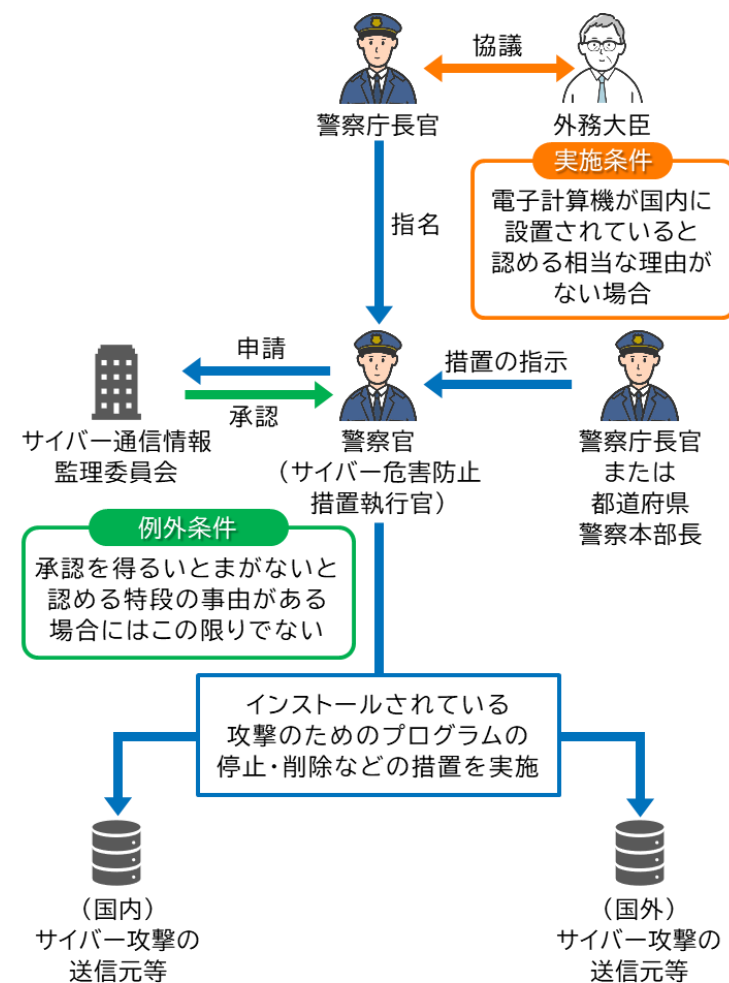 協議
警察庁長官
外務大臣
実施条件
電子計算機が国内に
設置されていると
認める相当な理由が
ない場合
指名
申請
承認
措置の指示
サイバー通信情報
監理委員会
警察官
（サイバー危害防止
措置執行官）
警察庁長官
または
都道府県
警察本部長
例外条件
承認を得るいとまがないと
認める特段の事由がある
場合にはこの限りでない
インストールされている
攻撃のためのプログラムの
停止・削除などの措置を実施
（国内）
サイバー攻撃の
送信元等
（国外）
サイバー攻撃の
送信元等